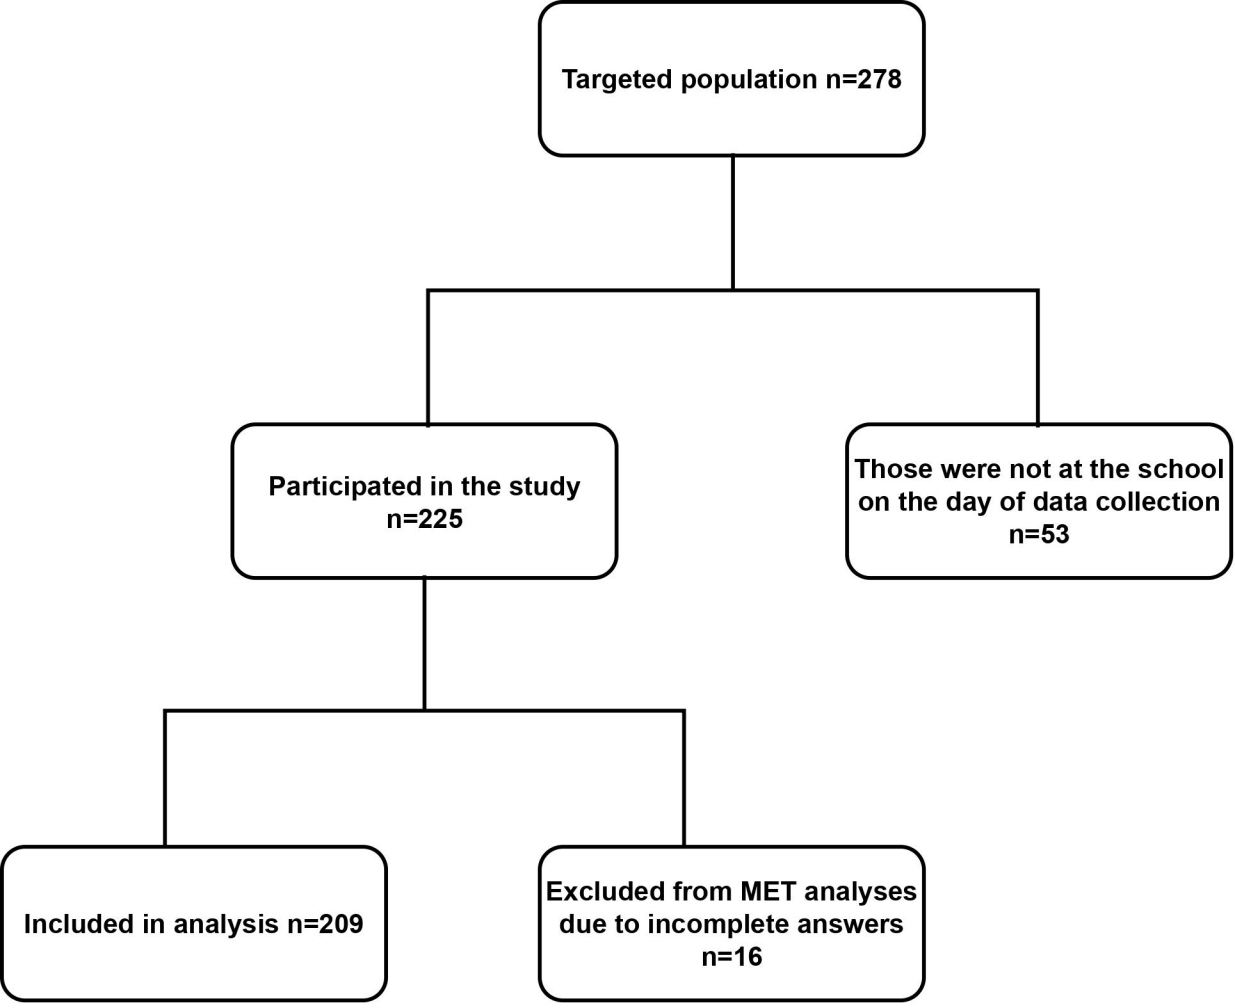 Targeted population n=278
Participated in the study
n=225
Those were not at the school
on the day of data collection
n=53
Included in analysis n=209
Excluded from MET analyses
due to incomplete answers
n=16